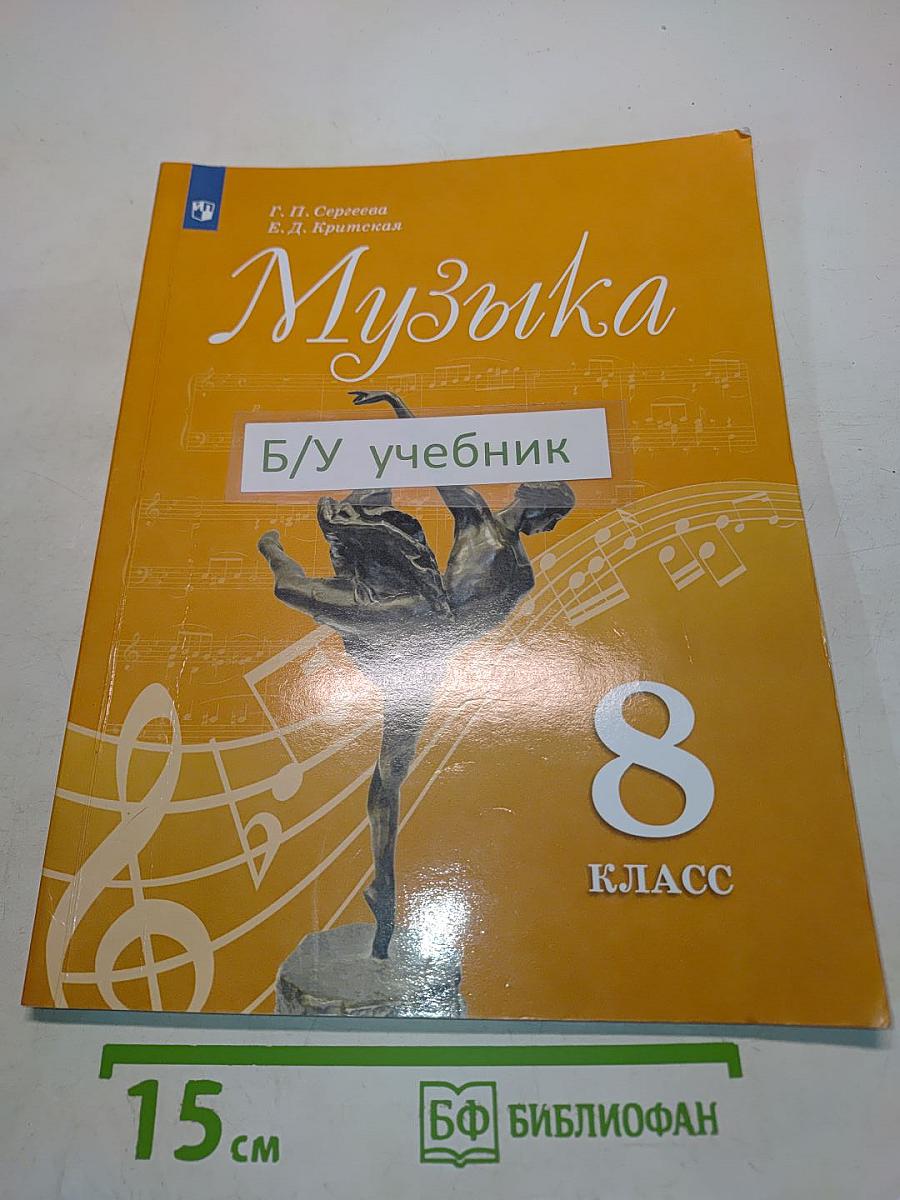 Г. П. Сергеева
Е. Д. Критская
Музыка
Б/У учебник
8
КЛАСС
15 см
БФ БИБЛИОФАН